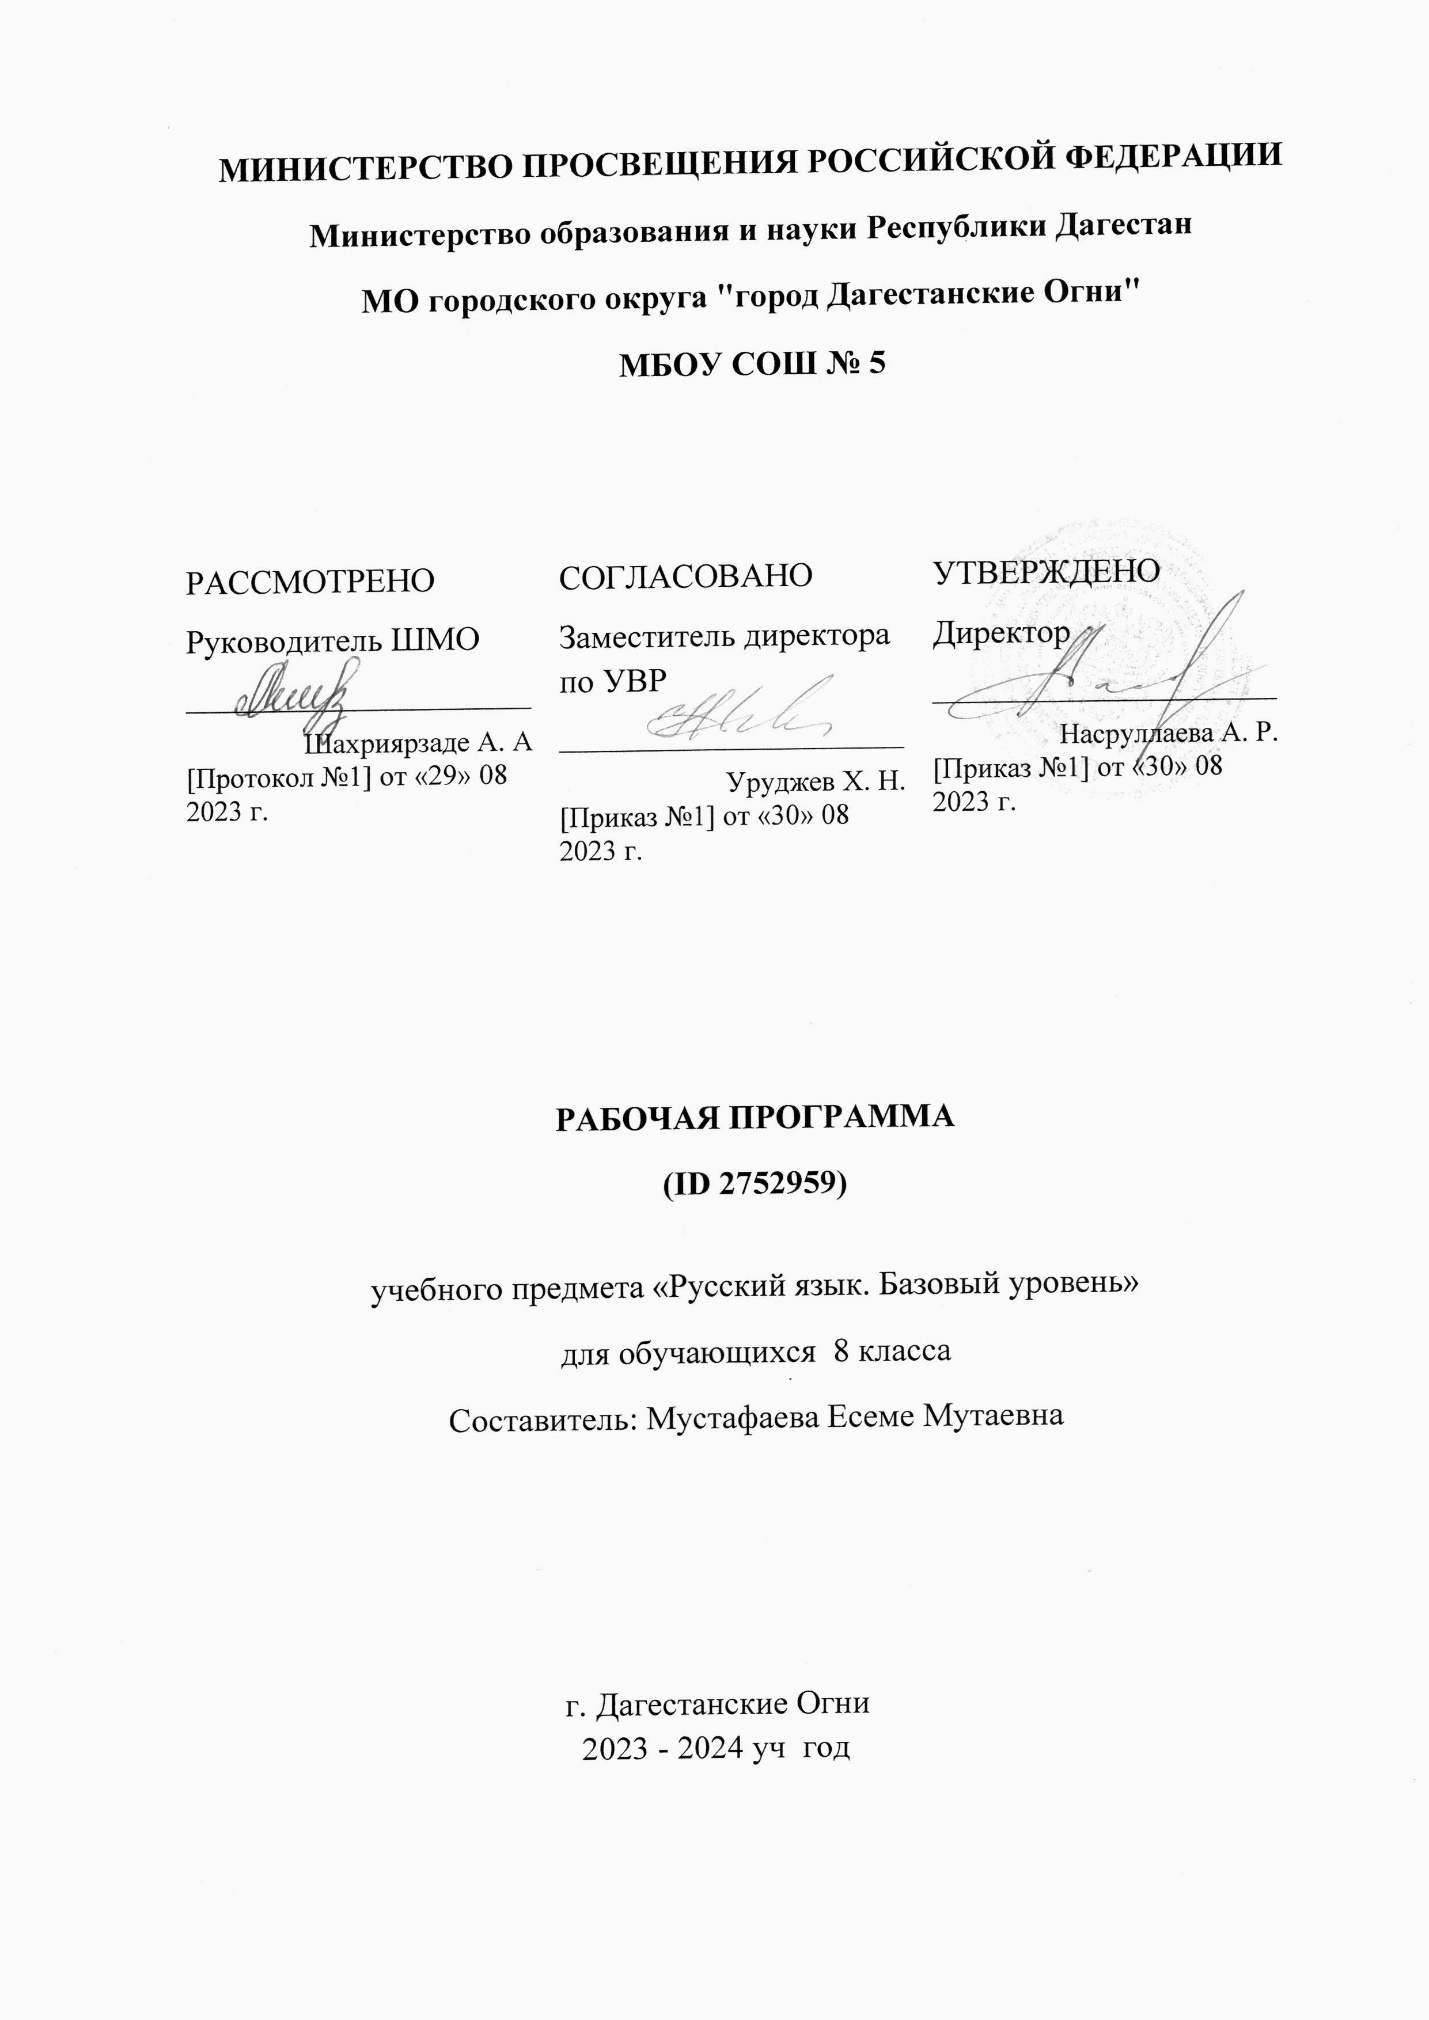 МИНИСТЕРСТВО ПРОСВЕЩЕНИЯ РОССИЙСКОЙ ФЕДЕРАЦИИ
Министерство образования и науки Республики Дагестан
МО городского округа "город Дагестанские Огни"
МБОУ СОШ № 5
РАССМОТРЕНО
Руководитель ШМО
Шахриярзаде А. А
[Протокол №1] от «29» 08
2023 г.
СОГЛАСОВАНО
Заместитель директора
по УВР
Уруджев Х. Н.
[Приказ №1] от «30» 08
2023 г.
УТВЕРЖДЕНО
Директор
Насруллаева А. Р.
[Приказ №1] от «30» 08
2023 г.
РАБОЧАЯ ПРОГРАММА
(ID 2752959)
учебного предмета «Русский язык. Базовый уровень»
для обучающихся  8 класса
Составитель: Мустафаева Есеме Мутаевна
г. Дагестанские Огни
2023 - 2024 уч  год